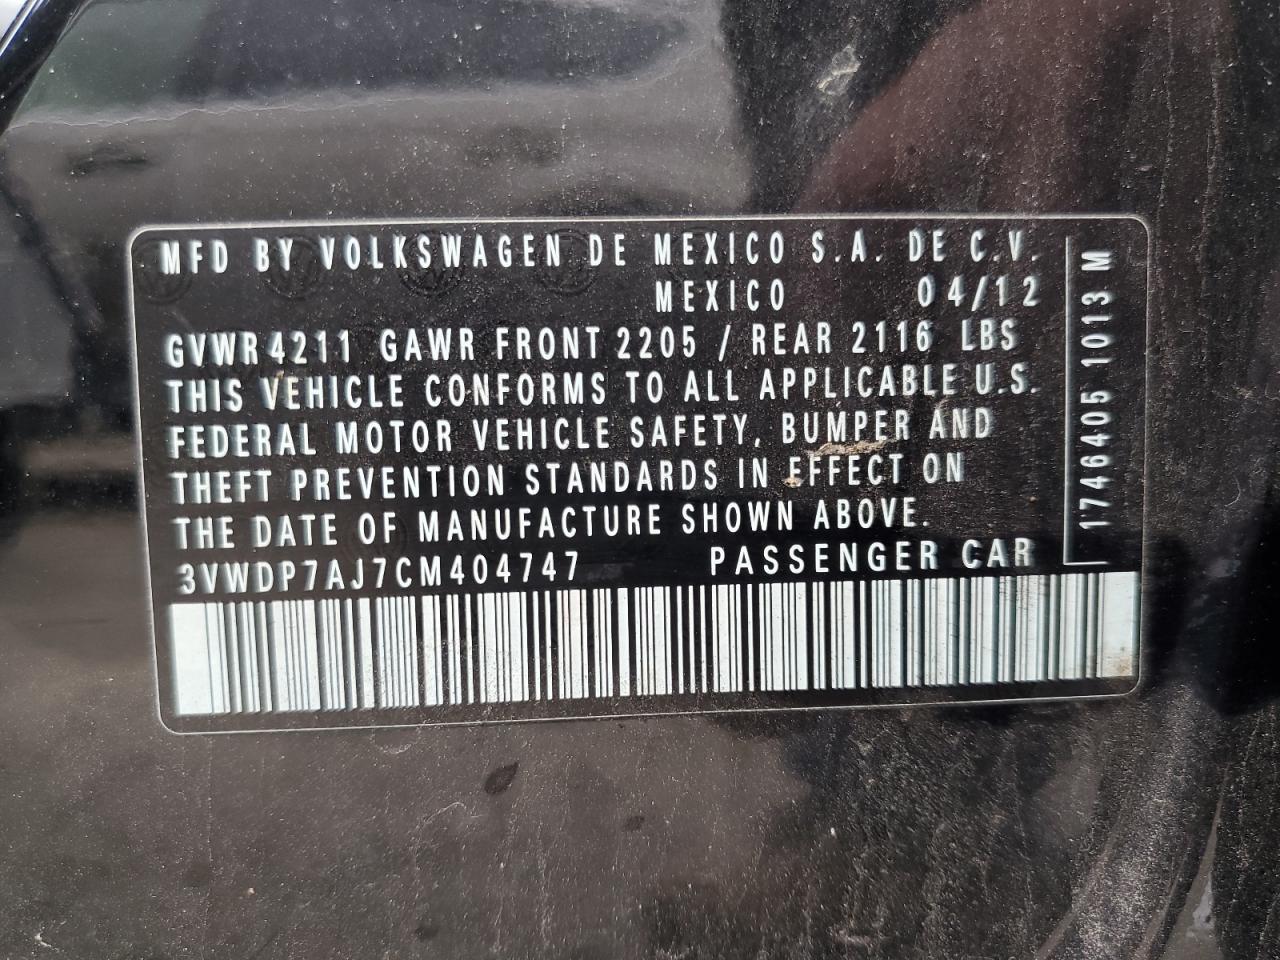 MFD BY VOLKSWAGEN DE MEXICO S.A. DE C.V.
MEXICO 04/12
GVWR 4211 GAWR FRONT 2205 / REAR 2116 LBS
THIS VEHICLE CONFORMS TO ALL APPLICABLE U.S.
FEDERAL MOTOR VEHICLE SAFETY, BUMPER AND
THEFT PREVENTION STANDARDS IN EFFECT ON
THE DATE OF MANUFACTURE SHOWN ABOVE.
3VWDP7AJ7CM404747 PASSENGER CAR
1746405 1013 M